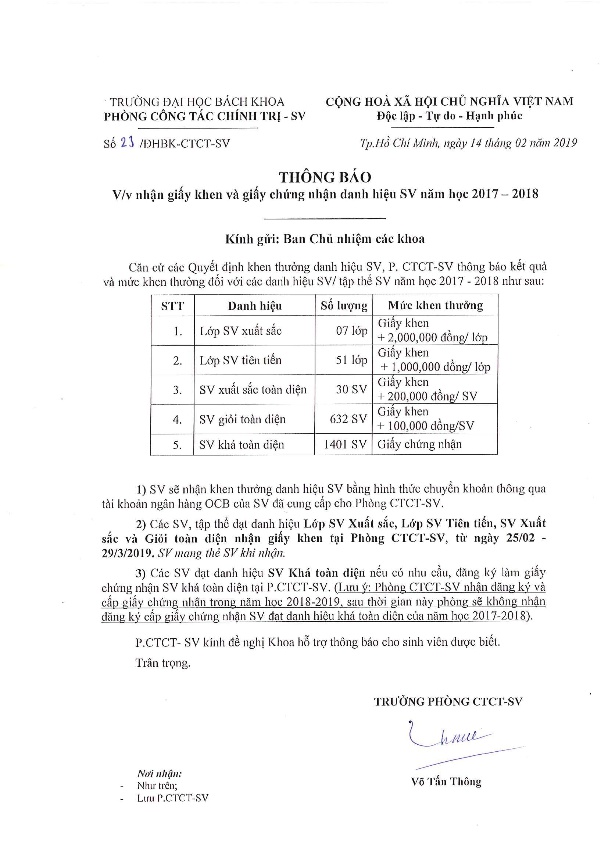 TRƯỜNG ĐẠI HỌC BÁCH KHOA
PHÒNG CÔNG TÁC CHÍNH TRỊ - SV
CỘNG HOÀ XÃ HỘI CHỦ NGHĨA VIỆT NAM
Độc lập - Tự do - Hạnh phúc
Số 23 /ĐHBK-CTCT-SV
Tp.Hồ Chí Minh, ngày 14 tháng 02 năm 2019
THÔNG BÁO
V/v nhận giấy khen và giấy chứng nhận danh hiệu SV năm học 2017 – 2018
Kính gửi: Ban Chủ nhiệm các khoa
Căn cứ các Quyết định khen thưởng danh hiệu SV, P. CTCT-SV thông báo kết quả
và mức khen thưởng đối với các danh hiệu SV/ tập thể SV năm học 2017 - 2018 như sau:
STT Danh hiệu Số lượng Mức khen thưởng
1. Lớp SV xuất sắc 07 lớp Giấy khen
+ 2,000,000 đồng/ lớp
2. Lớp SV tiên tiến 51 lớp Giấy khen
+ 1,000,000 đồng/ lớp
3. SV xuất sắc toàn diện 30 SV Giấy khen
+ 200,000 đồng/ SV
4. SV giỏi toàn diện 632 SV Giấy khen
+ 100,000 đồng/SV
5. SV khá toàn diện 1401 SV Giấy chứng nhận
1) SV sẽ nhận khen thưởng danh hiệu SV bằng hình thức chuyển khoản thông qua
tài khoản ngân hàng OCB của SV đã cung cấp cho Phòng CTCT-SV.
2) Các SV, tập thể đạt danh hiệu Lớp SV Xuất sắc, Lớp SV Tiên tiến, SV Xuất
sắc và Giỏi toàn diện nhận giấy khen tại Phòng CTCT-SV, từ ngày 25/02 -
29/3/2019. SV mang thẻ SV khi nhận.
3) Các SV đạt danh hiệu SV Khá toàn diện nếu có nhu cầu, đăng ký làm giấy
chứng nhận SV khá toàn diện tại P.CTCT-SV. (Lưu ý: Phòng CTCT-SV nhận đăng ký và
cấp giấy chứng nhận trong năm học 2018-2019, sau thời gian này phòng sẽ không nhận
đăng ký cấp giấy chứng nhận SV đạt danh hiệu khá toàn diện của năm học 2017-2018).
P.CTCT- SV kính đề nghị Khoa hỗ trợ thông báo cho sinh viên được biết.
Trân trọng.
TRƯỞNG PHÒNG CTCT-SV
Võ Tấn Thông
Nơi nhận:
- Như trên;
- Lưu P.CTCT-SV